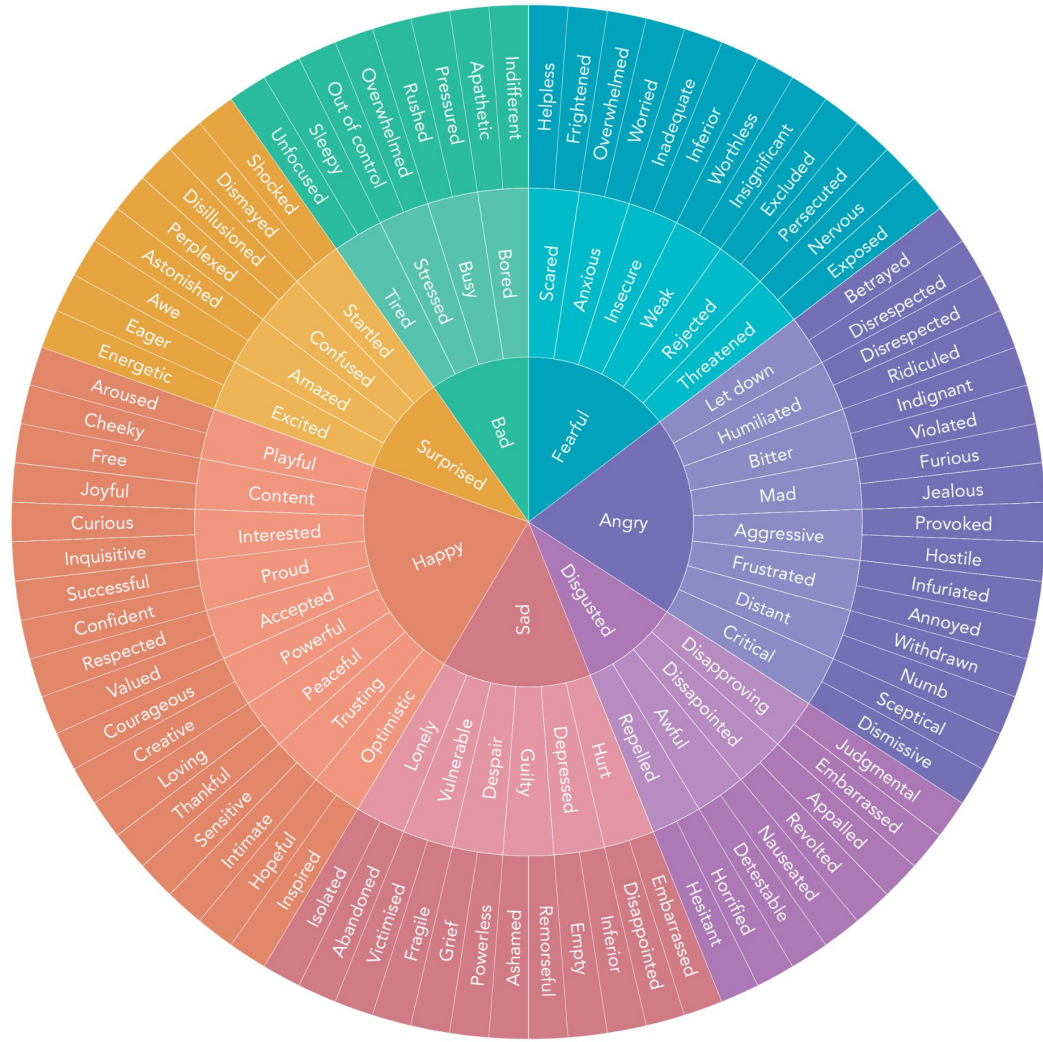 Fearful
Angry
Disgusted
Sad
Happy
Surprised
Bad
Scared
Anxious
Insecure
Weak
Rejected
Threatened
Let down
Humiliated
Bitter
Mad
Aggressive
Frustrated
Distant
Critical
Disapproving
Dissapointed
Awful
Repelled
Hurt
Depressed
Guilty
Despair
Vulnerable
Lonely
Optimistic
Trusting
Peaceful
Powerful
Accepted
Proud
Interested
Content
Playful
Excited
Amazed
Confused
Startled
Tired
Stressed
Busy
Bored
Helpless
Frightened
Overwhelmed
Worried
Inadequate
Inferior
Worthless
Insignificant
Excluded
Persecuted
Nervous
Exposed
Betrayed
Disrespected
Disrespected
Ridiculed
Indignant
Violated
Furious
Jealous
Provoked
Hostile
Infuriated
Annoyed
Withdrawn
Numb
Sceptical
Dismissive
Judgmental
Embarrassed
Appalled
Revolted
Nauseated
Detestable
Horrified
Hesitant
Embarrassed
Disappointed
Inferior
Empty
Remorseful
Ashamed
Powerless
Grief
Fragile
Victimised
Abandoned
Isolated
Inspired
Hopeful
Intimate
Sensitive
Thankful
Loving
Creative
Courageous
Valued
Respected
Confident
Successful
Inquisitive
Curious
Joyful
Free
Cheeky
Aroused
Energetic
Eager
Awe
Astonished
Perplexed
Disillusioned
Dismayed
Shocked
Unfocused
Sleepy
Out of control
Overwhelmed
Rushed
Pressured
Apathetic
Indifferent